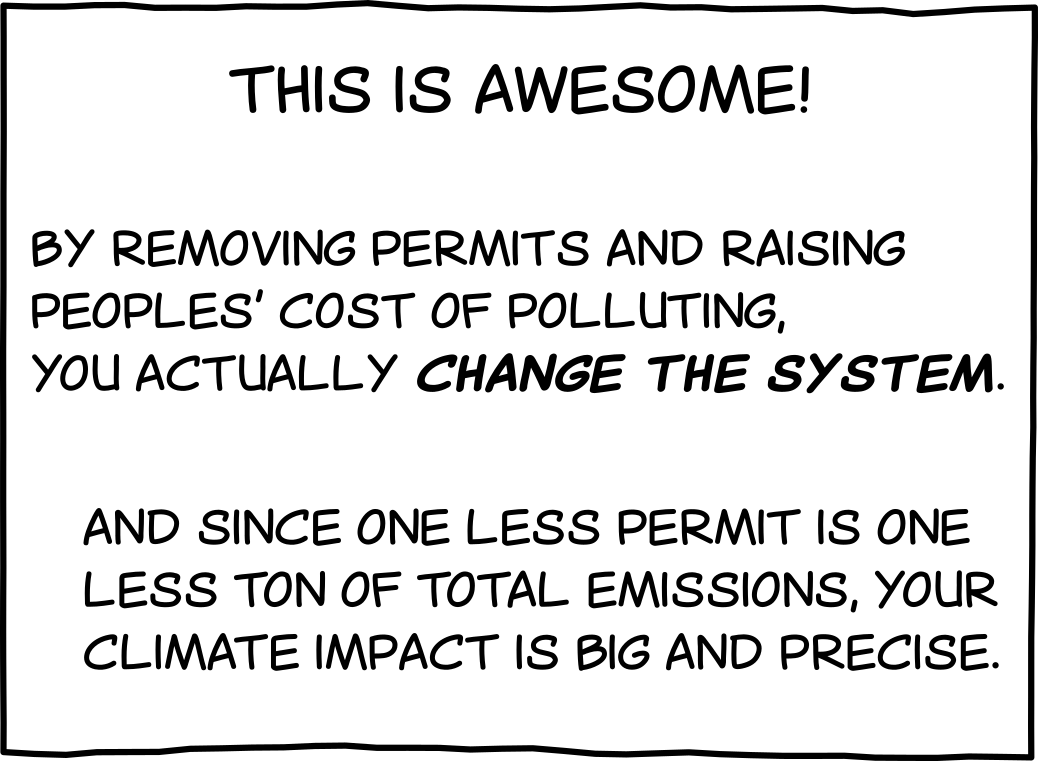 THIS IS AWESOME!
BY REMOVING PERMITS AND RAISING
PEOPLES' COST OF POLLUTING,
YOU ACTUALLY CHANGE THE SYSTEM.
AND SINCE ONE LESS PERMIT IS ONE
LESS TON OF TOTAL EMISSIONS, YOUR
CLIMATE IMPACT IS BIG AND PRECISE.